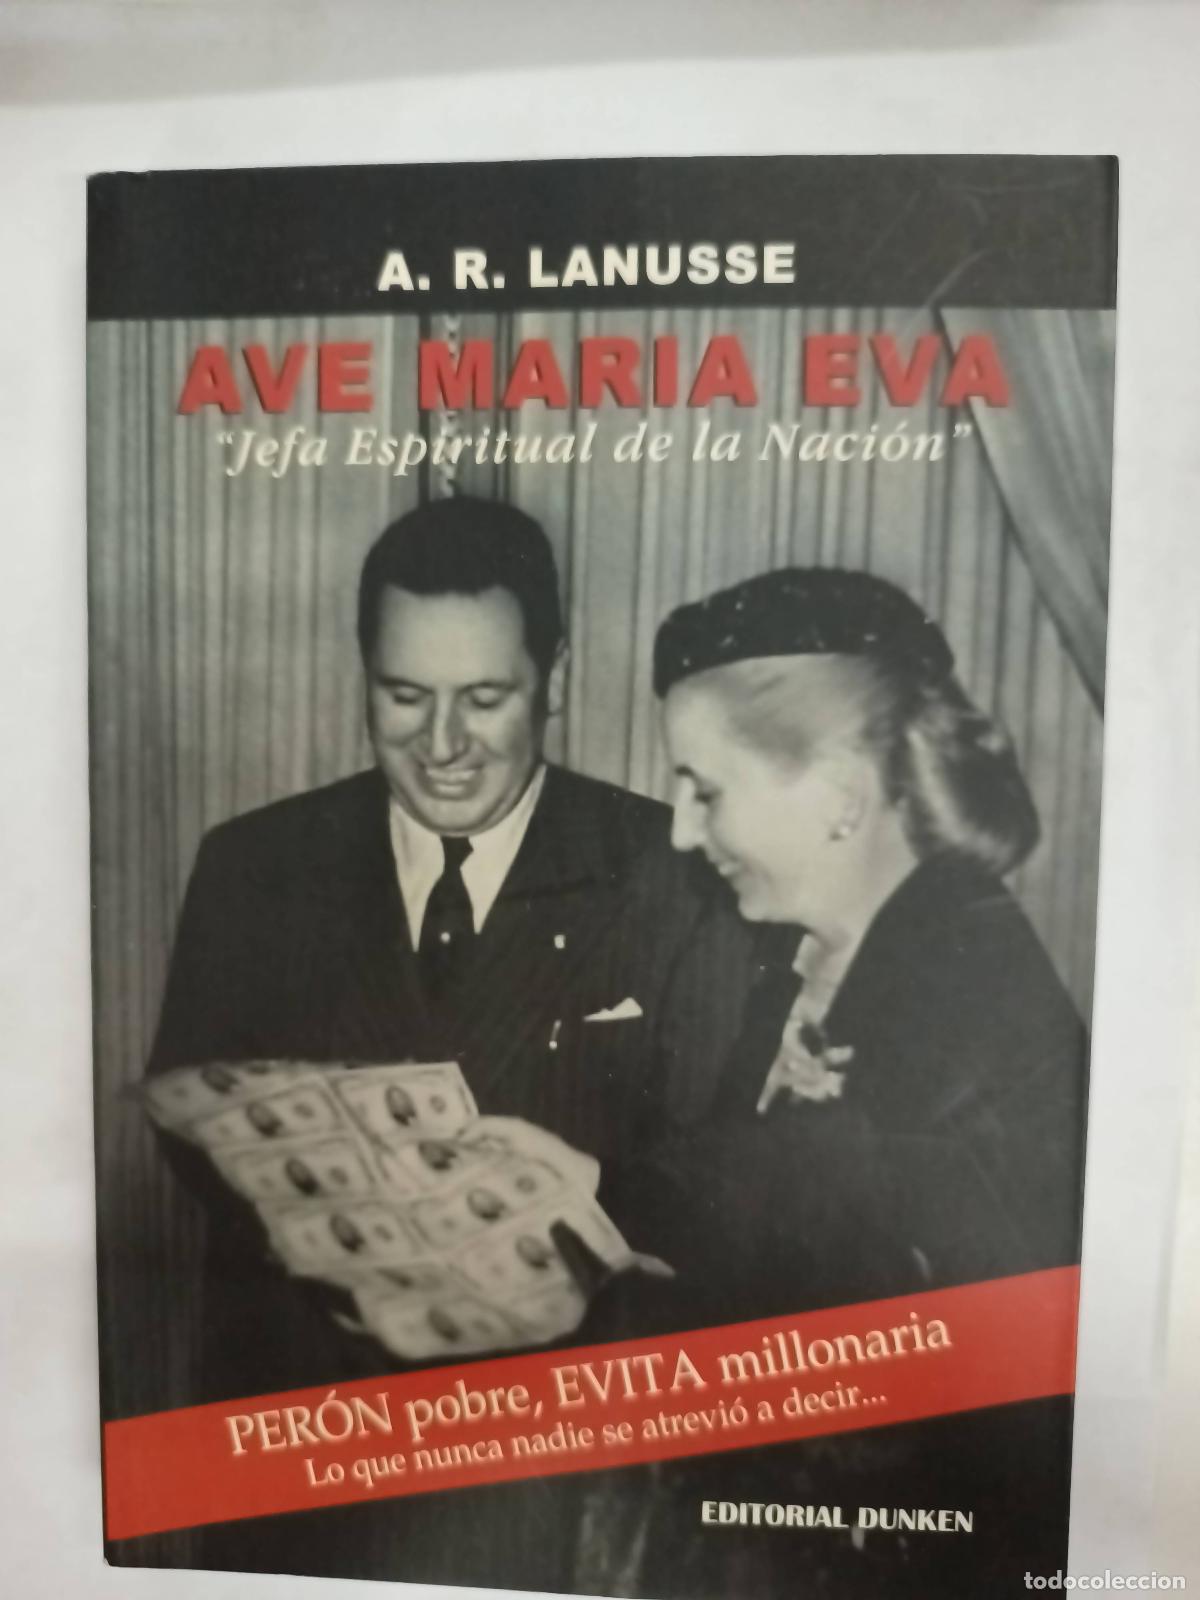 A. R. LANUSSE
AVE MARIA EVA
"Jefa Espiritual de la Nación"
PERÓN pobre, EVITA millonaria
Lo que nunca nadie se atrevió a decir...
EDITORIAL DUNKEN
todocoleccion